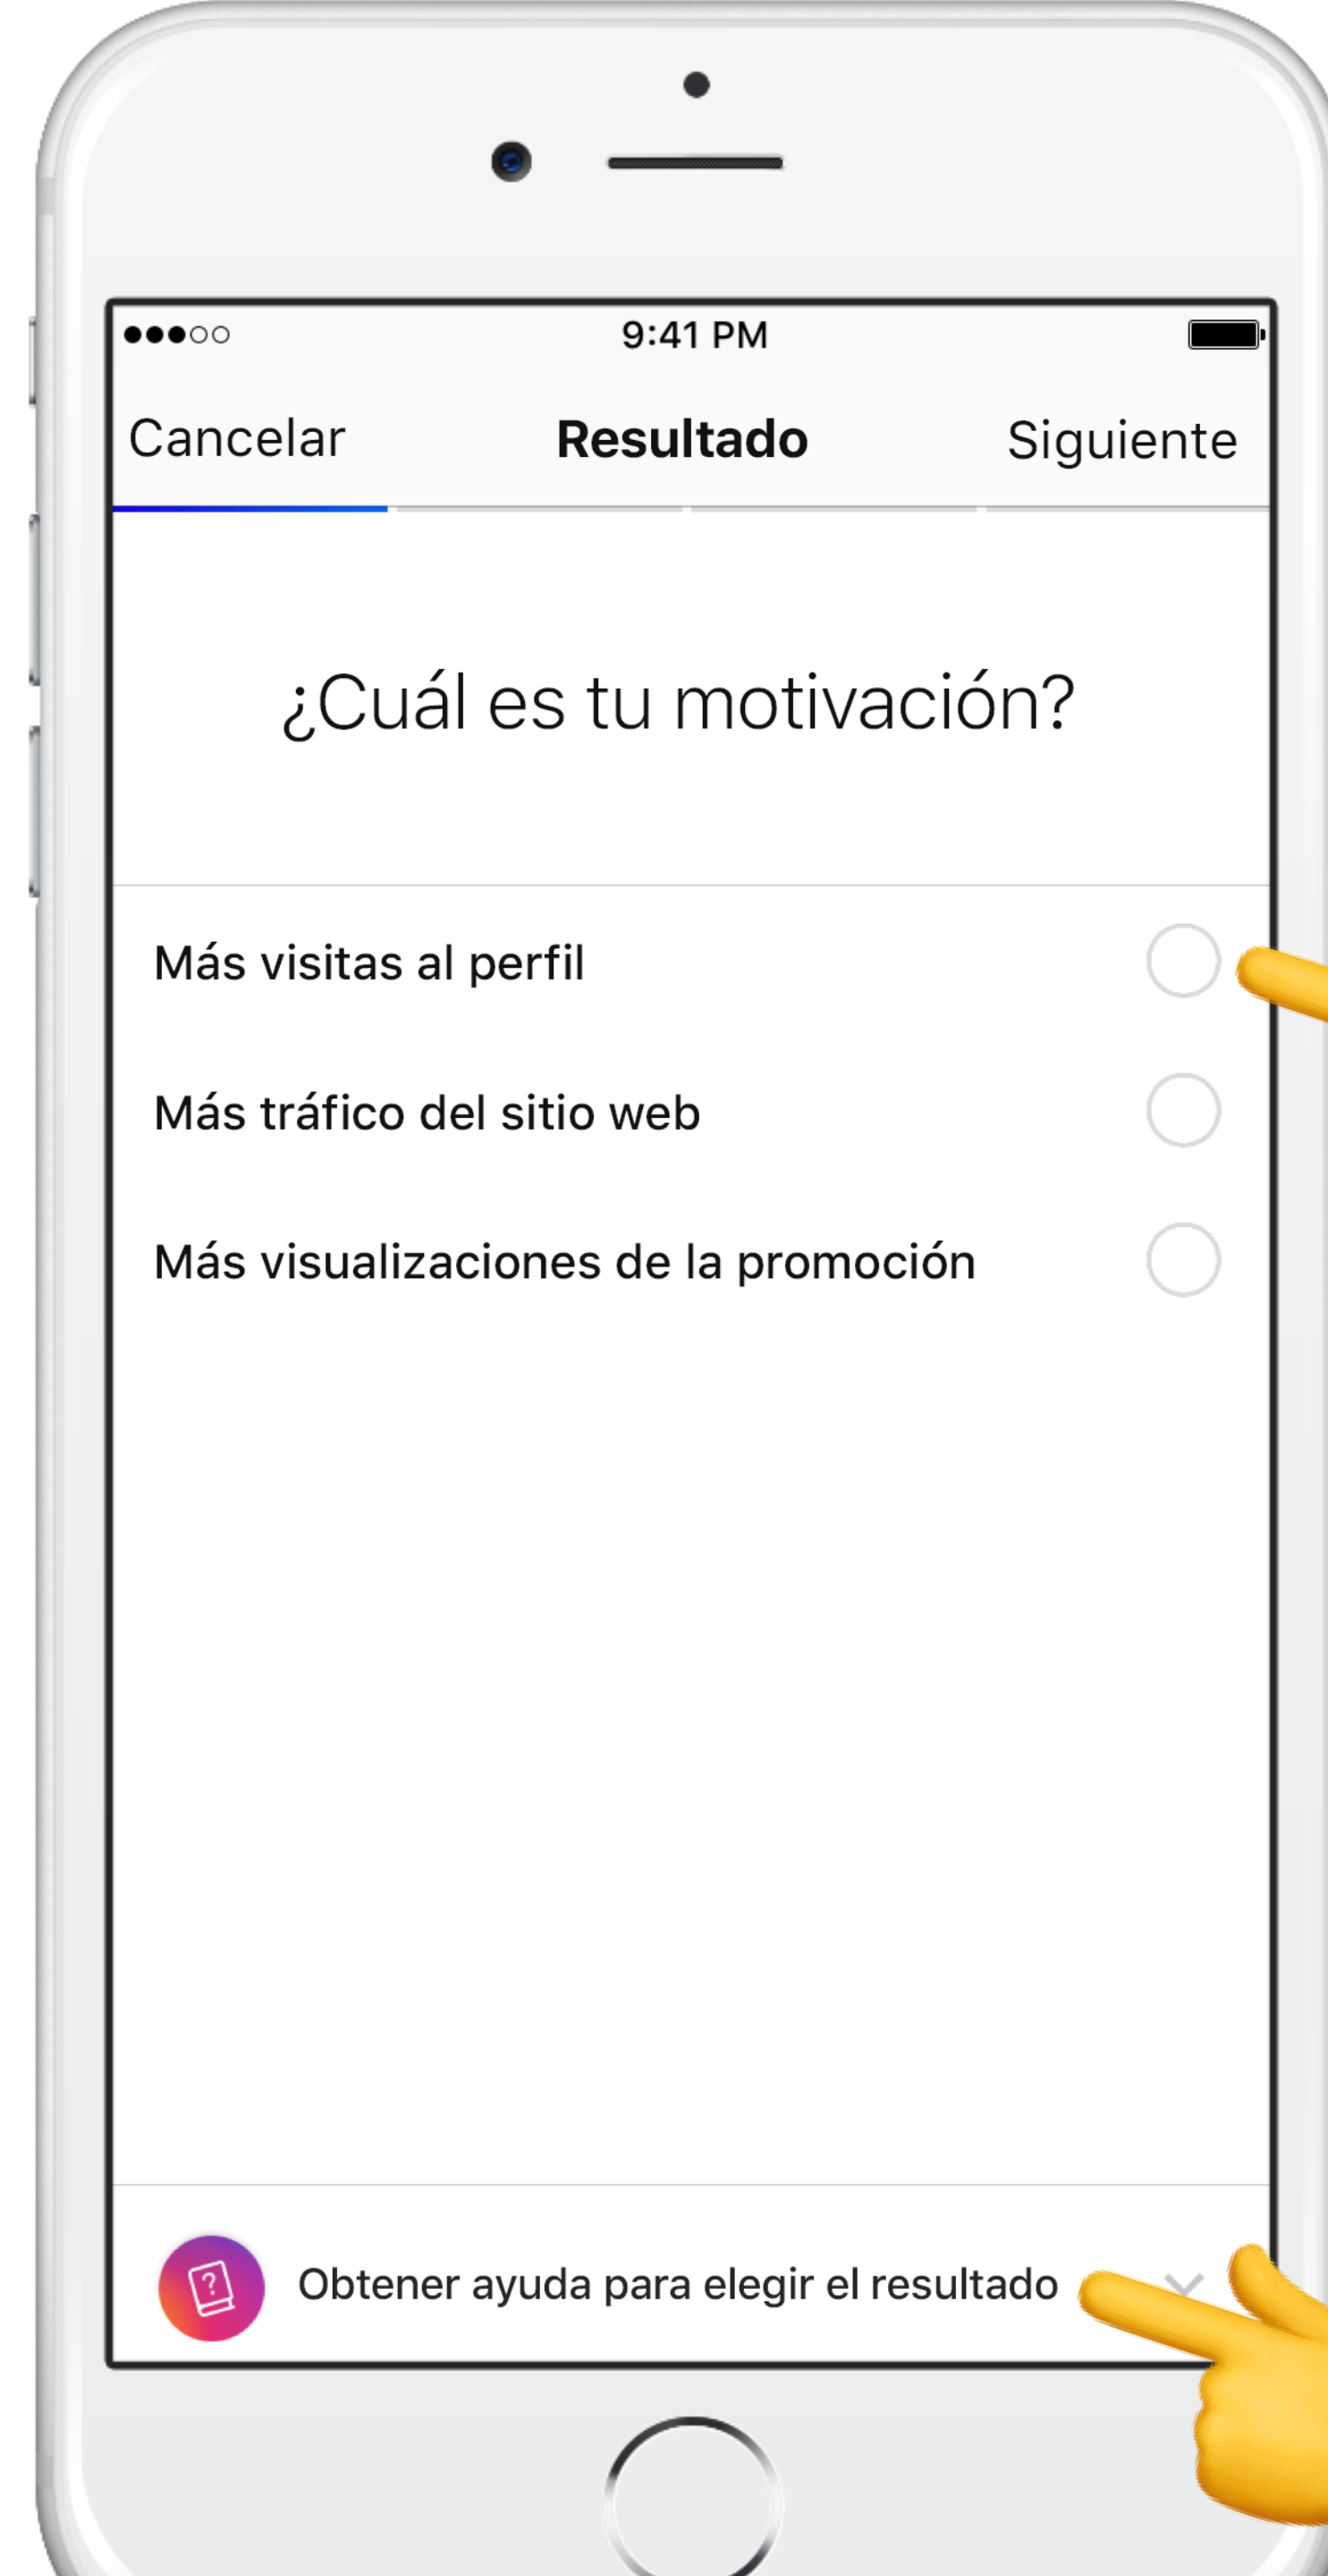 9:41 PM
Cancelar Resultado Siguiente
¿Cuál es tu motivación?
Más visitas al perfil
Más tráfico del sitio web
Más visualizaciones de la promoción
? Obtener ayuda para elegir el resultado